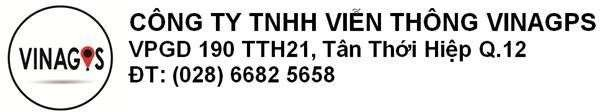 VINAGPS
CÔNG TY TNHH VIỄN THÔNG VINAGPS
VPGD 190 TTH21, Tân Thới Hiệp Q.12
ĐT: (028) 6682 5658